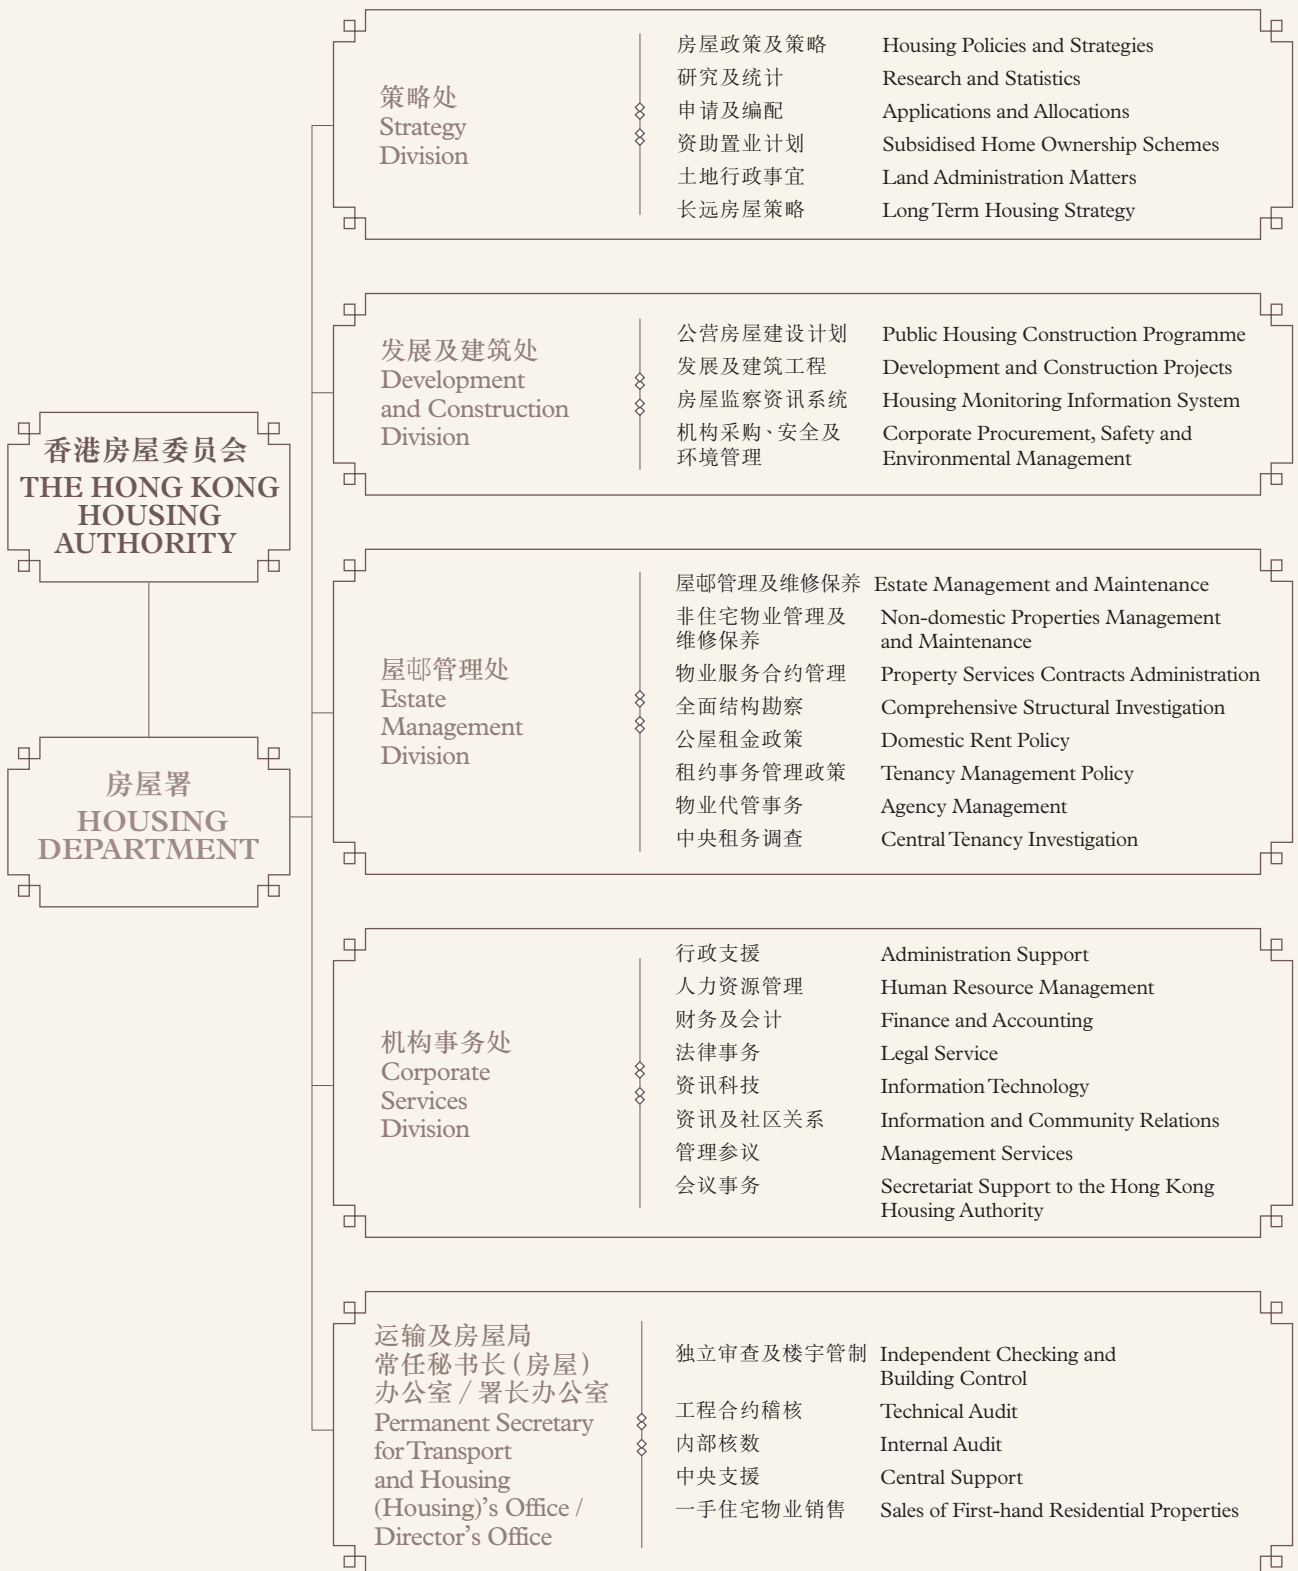 香港房屋委员会
THE HONG KONG
HOUSING
AUTHORITY
房屋署
HOUSING
DEPARTMENT
策略处
Strategy
Division
房屋政策及策略 Housing Policies and Strategies
研究及统计 Research and Statistics
申请及编配 Applications and Allocations
资助置业计划 Subsidised Home Ownership Schemes
土地行政事宜 Land Administration Matters
长远房屋策略 Long Term Housing Strategy
发展及建筑处
Development
and Construction
Division
公营房屋建设计划 Public Housing Construction Programme
发展及建筑工程 Development and Construction Projects
房屋监察资讯系统 Housing Monitoring Information System
机构采购、安全及 Corporate Procurement, Safety and
环境管理 Environmental Management
屋邨管理处
Estate
Management
Division
屋邨管理及维修保养 Estate Management and Maintenance
非住宅物业管理及 Non-domestic Properties Management
维修保养 and Maintenance
物业服务合约管理 Property Services Contracts Administration
全面结构勘察 Comprehensive Structural Investigation
公屋租金政策 Domestic Rent Policy
租约事务管理政策 Tenancy Management Policy
物业代管事务 Agency Management
中央租务调查 Central Tenancy Investigation
机构事务处
Corporate
Services
Division
行政支援 Administration Support
人力资源管理 Human Resource Management
财务及会计 Finance and Accounting
法律事务 Legal Service
资讯科技 Information Technology
资讯及社区关系 Information and Community Relations
管理参议 Management Services
会议事务 Secretariat Support to the Hong Kong
Housing Authority
运输及房屋局
常任秘书长(房屋)
办公室/署长办公室
Permanent Secretary
for Transport
and Housing
(Housing)'s Office /
Director's Office
独立审查及楼宇管制 Independent Checking and
Building Control
工程合约稽核 Technical Audit
内部核数 Internal Audit
中央支援 Central Support
一手住宅物业销售 Sales of First-hand Residential Properties